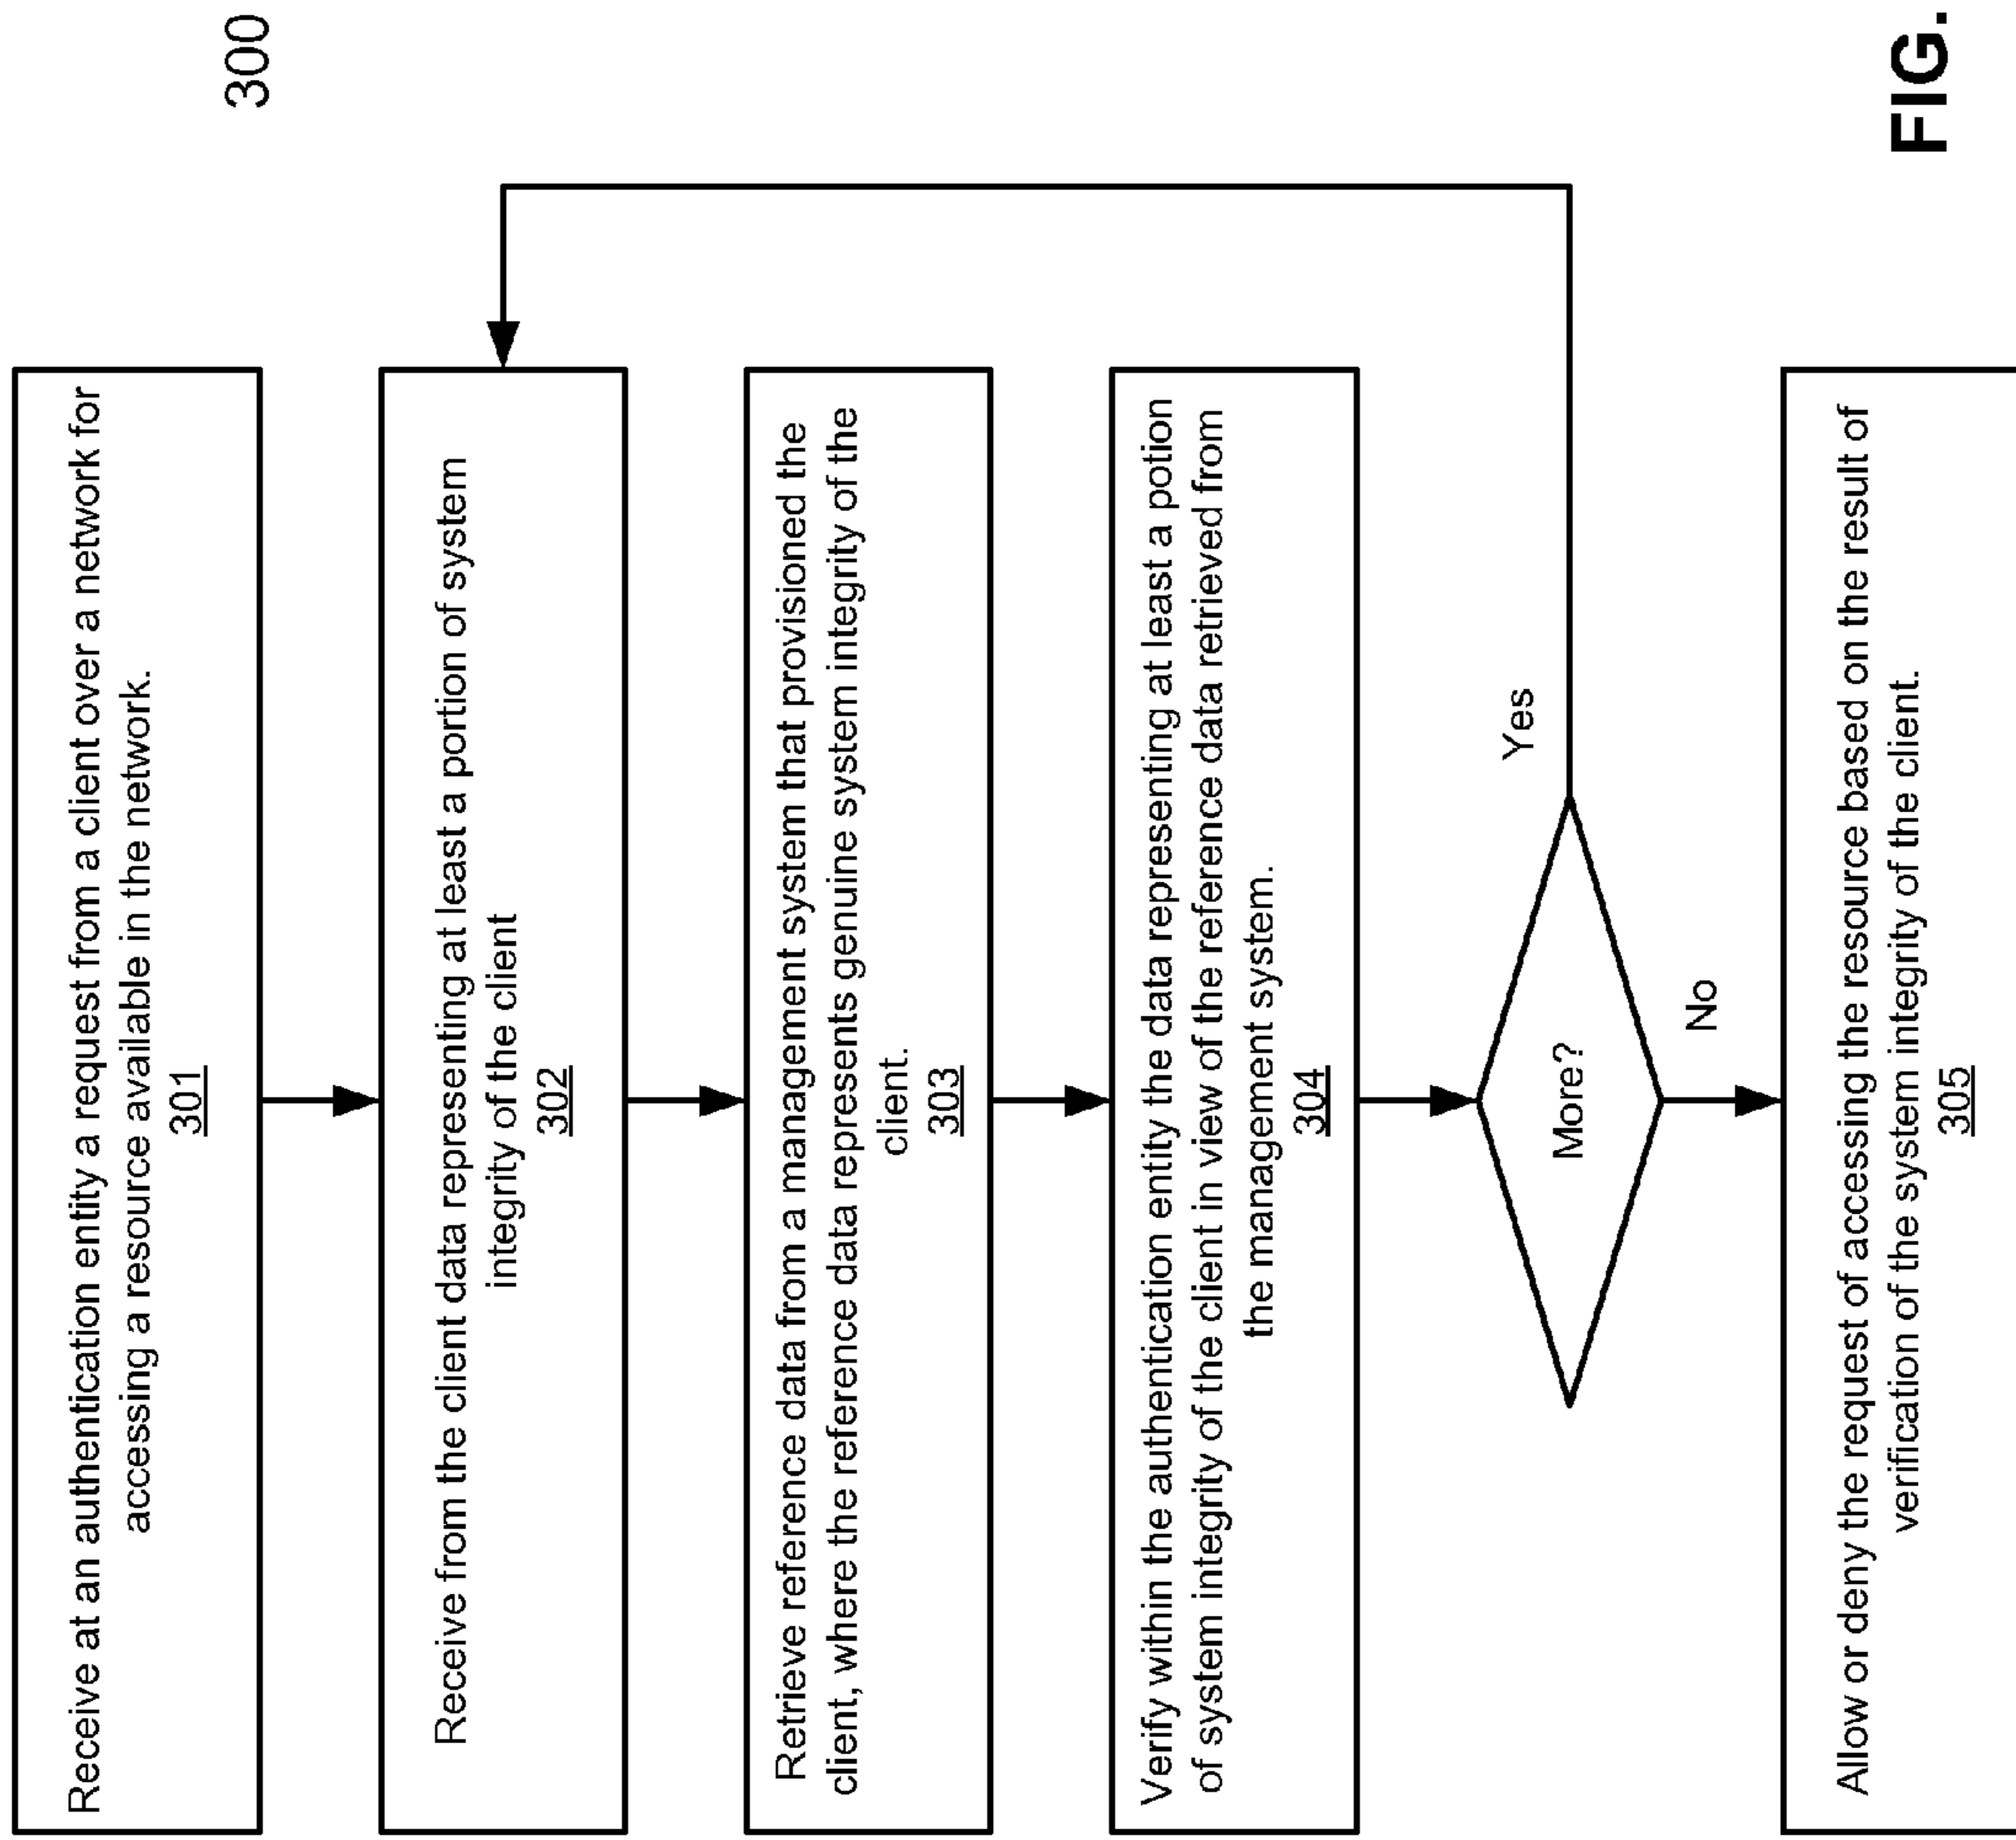 300
Receive at an authentication entity a request from a client over a network for
accessing a resource available in the network.
301
Receive from the client data representing at least a portion of system
integrity of the client
302
Retrieve reference data from a management system that provisioned the
client, where the reference data represents genuine system integrity of the
client.
303
Verify within the authentication entity the data representing at least a potion
of system integrity of the client in view of the reference data retrieved from
the management system.
304
More?
Yes
No
Allow or deny the request of accessing the resource based on the result of
verification of the system integrity of the client.
305
FIG.